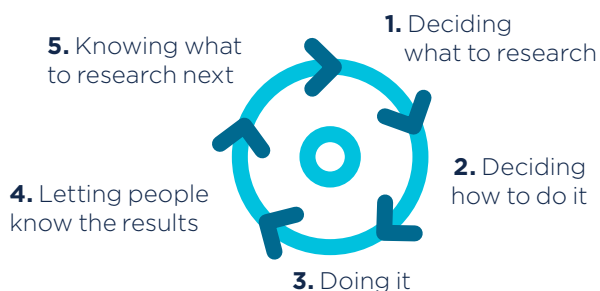 1. Deciding
what to research
2. Deciding
how to do it
3. Doing it
4. Letting people
know the results
5. Knowing what
to research next